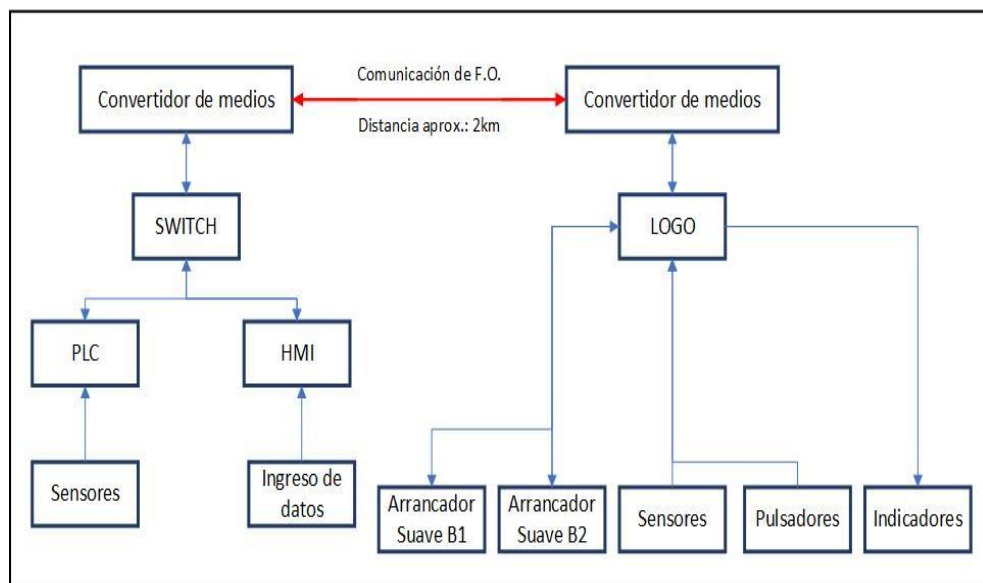 Comunicación de F.O.
Convertidor de medios
Convertidor de medios
Distancia aprox.: 2km
SWITCH
LOGO
PLC
HMI
Sensores
Ingreso de
datos
Arrancador
Suave B1
Arrancador
Suave B2
Sensores
Pulsadores
Indicadores